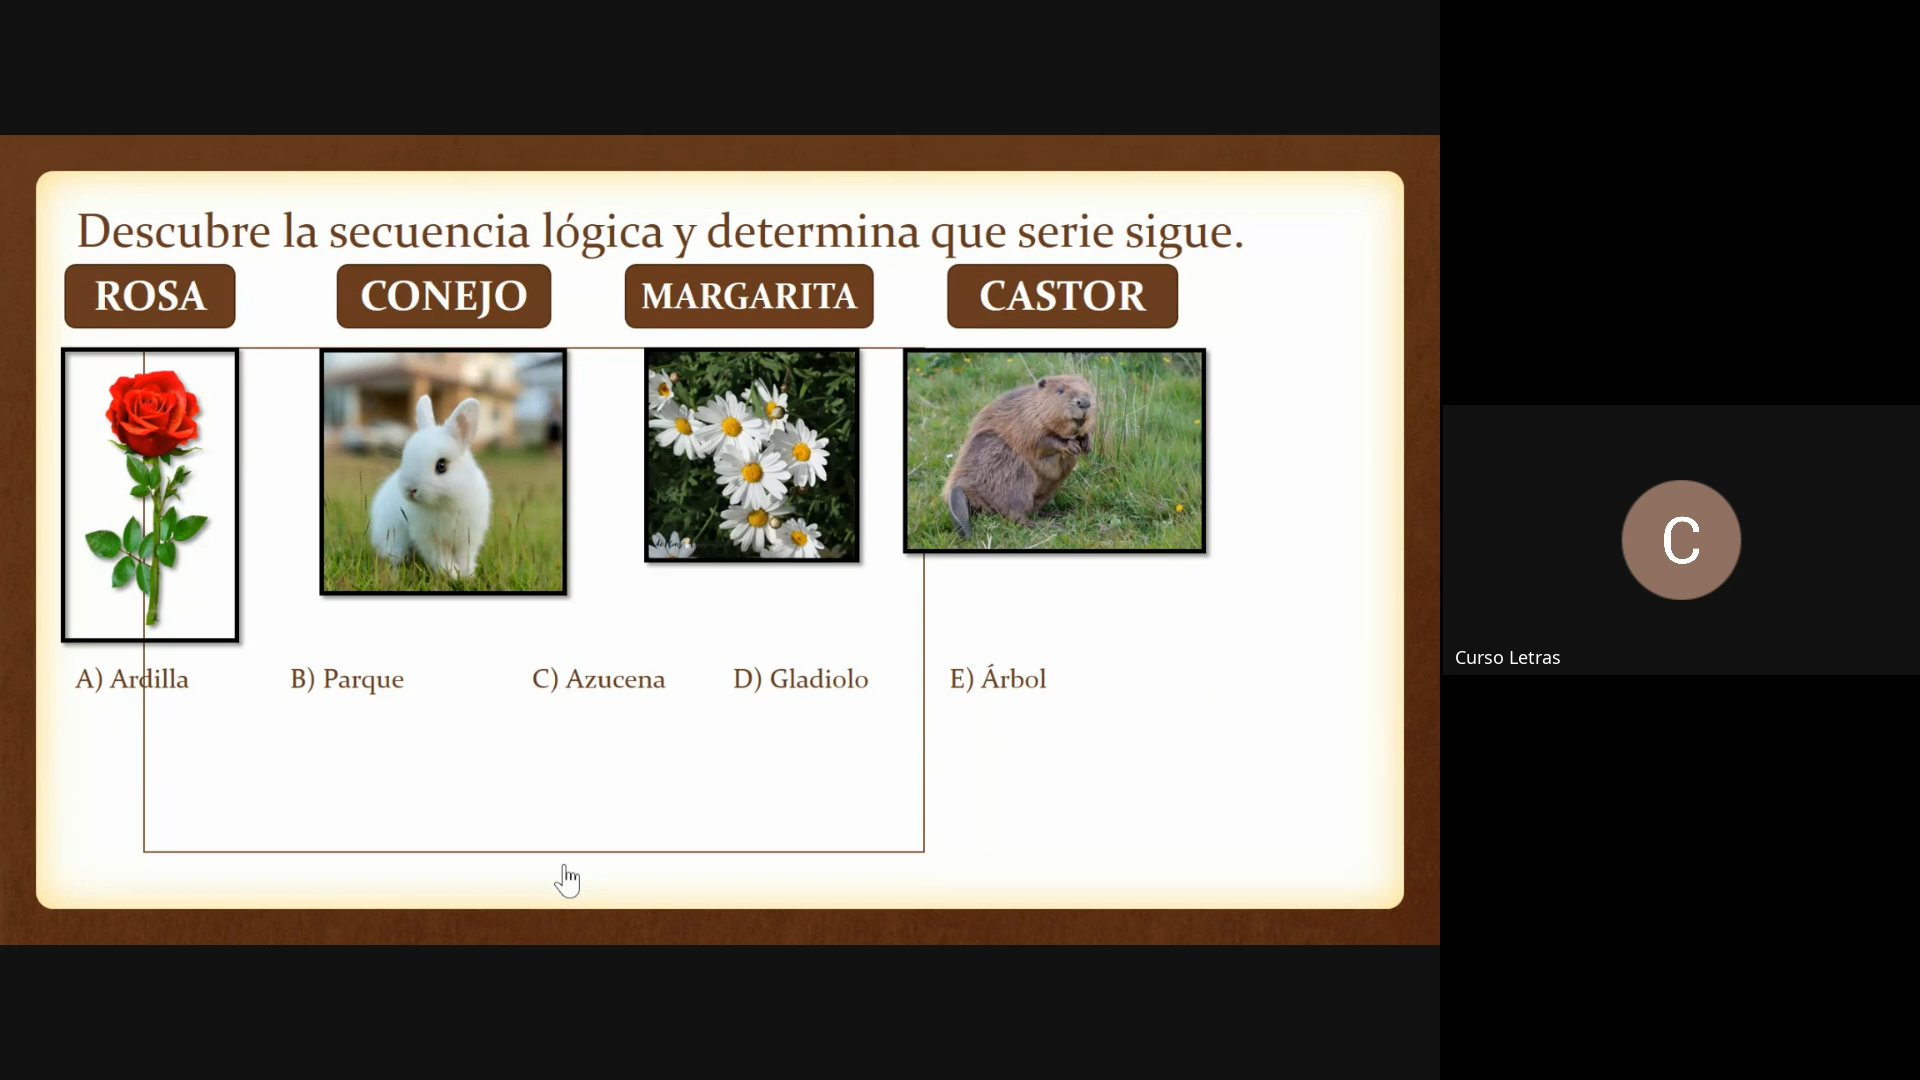 Descubre la secuencia lógica y determina que serie sigue.
ROSA CONEJO MARGARITA CASTOR
A) Ardilla B) Parque C) Azucena D) Gladiolo E) Árbol
C
Curso Letras